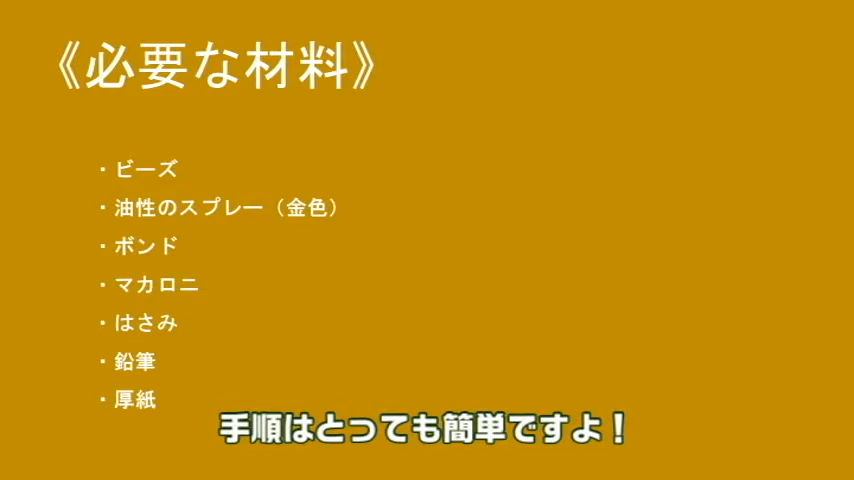 《必要な材料》
・ビーズ
・油性のスプレー（金色）
・ボンド
・マカロニ
・はさみ
・鉛筆
・厚紙
手順はとっても簡単ですよ！